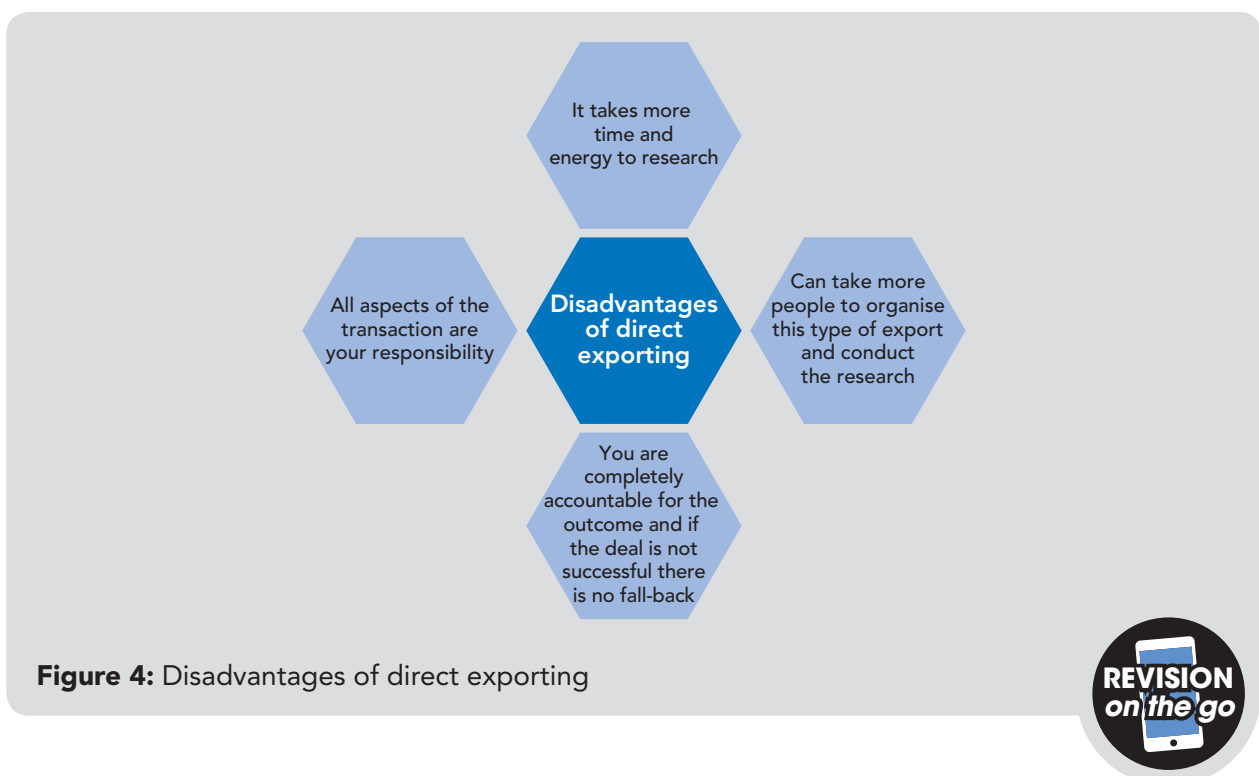 It takes more
time and
energy to research
All aspects of the
transaction are
your responsibility
Disadvantages
of direct
exporting
Can take more
people to organise
this type of export
and conduct
the research
You are
completely
accountable for the
outcome and if
the deal is not
successful there
is no fall-back
Figure 4: Disadvantages of direct exporting
REVISION
on the go